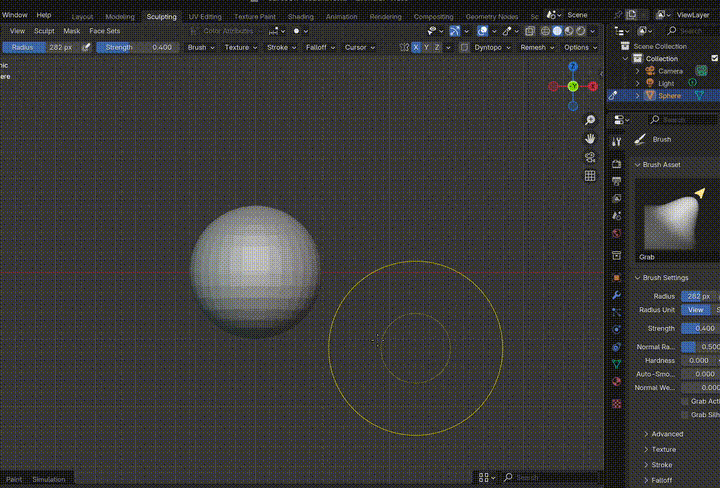 Window Help Layout Modeling Sculpting UV Editing Texture Paint Shading Animation Rendering Compositing Geometry Nodes Sc Scene ViewLayer
View Sculpt Mask Face Sets Color Attributes Search
Radius 282 px Strength 0.400 Brush Texture Stroke Falloff Cursor X Y Z Dyntopo Remesh Options
Scene Collection
Collection
Camera
Light
Sphere
ic
ere
Z
-Y
X
Search
Brush
Brush Asset
Grab
Brush Settings
Radius 282 px
Radius Unit View S
Strength 0.400
Normal Ra... 0.500
Hardness 0.000
Auto-Smo... 0.000
Normal We... 0.000
Grab Acti
Grab Silh
Advanced
Texture
Stroke
Falloff
Paint Simulation Search